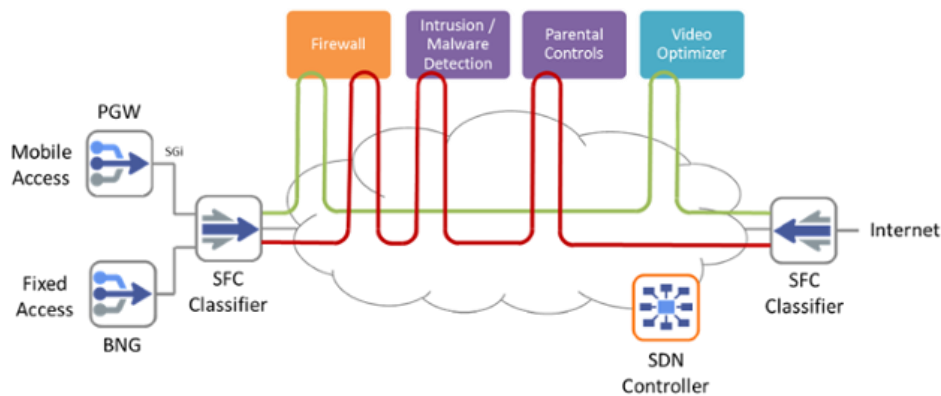 Firewall
Intrusion /
Malware
Detection
Parental
Controls
Video
Optimizer
PGW
Mobile
Access
SGi
SFC
Classifier
Fixed
Access
BNG
SFC
Classifier
Internet
SDN
Controller